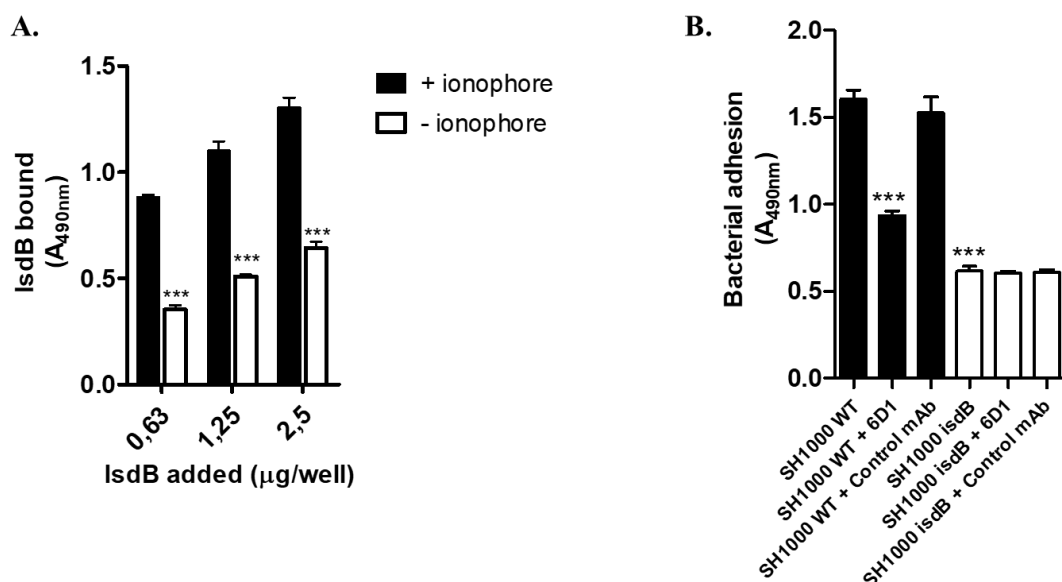 A.
IsdB bound
(A490nm)
1.5
1.0
0.5
0.0
***
***
***
0,63
1,25
2,5
IsdB added (μg/well)
+ ionophore
- ionophore
B.
Bacterial adhesion
(A490nm)
2.0
1.5
1.0
0.5
0.0
***
***
SH1000 WT
SH1000 WT + 6D1
SH1000 WT + Control mAb
SH1000 isdB
SH1000 isdB + 6D1
SH1000 isdB + Control mAb